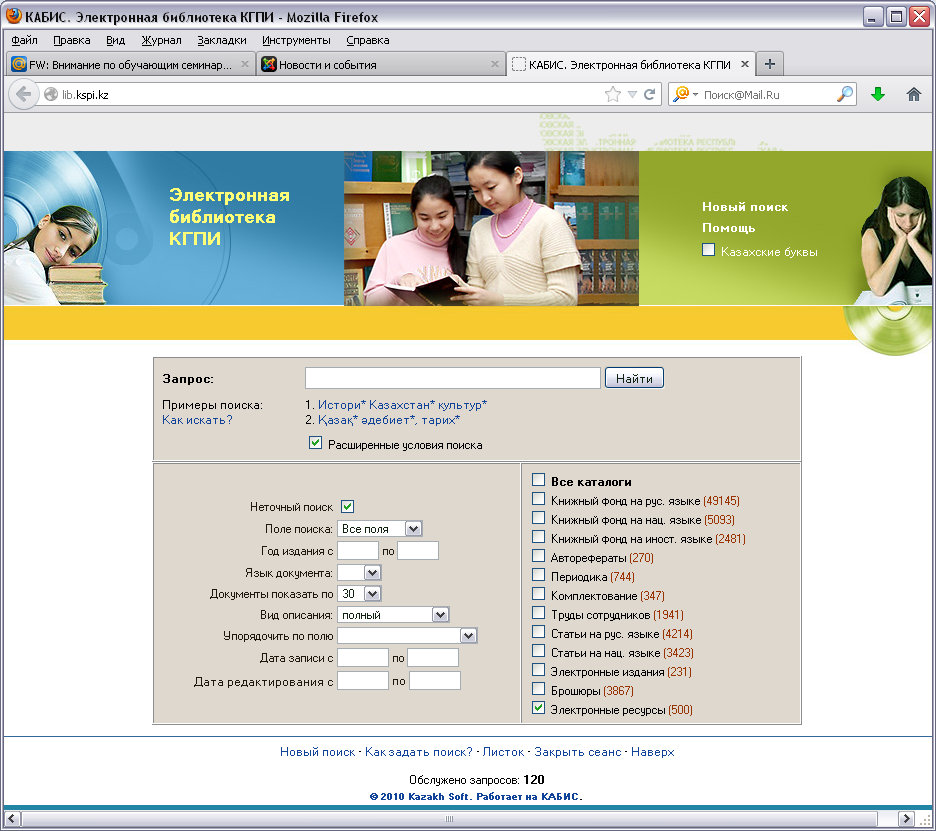 КАБИС. Электронная библиотека КГПИ - Mozilla Firefox
Файл Правка Вид Журнал Закладки Инструменты Справка
FW: Внимание по обучающим семинар... Новости и события КАБИС. Электронная библиотека КГПИ
lib.kspi.kz Поиск@Mail.Ru
Электронная
библиотека
КГПИ
Новый поиск
Помощь
Казахские буквы
Запрос: Найти
Примеры поиска: 1. Истори* Казахстан* культур*
Как искать? 2. Қазақ* әдебиет*, тарих*
Расширенные условия поиска
Неточный поиск
Поле поиска: Все поля
Год издания с по
Язык документа:
Документы показать по 30
Вид описания: полный
Упорядочить по полю
Дата записи с по
Дата редактирования с по
Все каталоги
Книжный фонд на рус. языке (49145)
Книжный фонд на нац. языке (5093)
Книжный фонд на иност. языке (2481)
Авторефераты (270)
Периодика (744)
Комплектование (347)
Труды сотрудников (1941)
Статьи на рус. языке (4214)
Статьи на нац. языке (3423)
Электронные издания (231)
Брошюры (3867)
Электронные ресурсы (500)
Новый поиск · Как задать поиск? · Листок · Закрыть сеанс · Наверх
Обслужено запросов: 120
© 2010 Kazakh Soft. Работает на КАБИС.